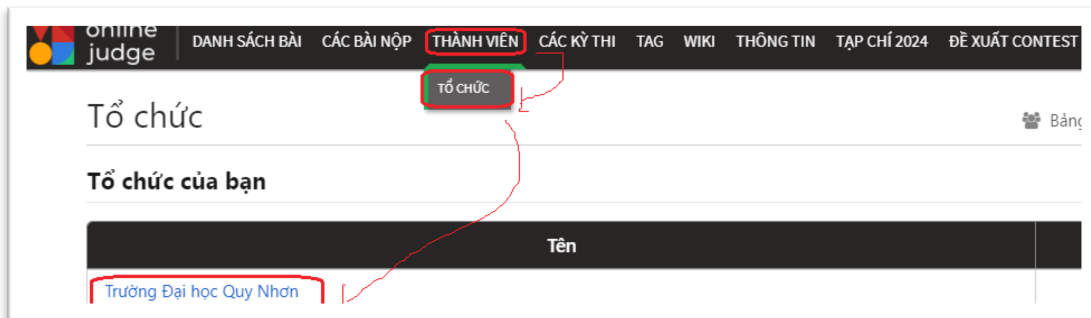 online
judge
DANH SÁCH BÀI CÁC BÀI NỘP THÀNH VIÊN CÁC KỲ THI TAG WIKI THÔNG TIN TẠP CHÍ 2024 ĐỀ XUẤT CONTEST
TỔ CHỨC
Tổ chức
Bảng
Tổ chức của bạn
Tên
Trường Đại học Quy Nhơn